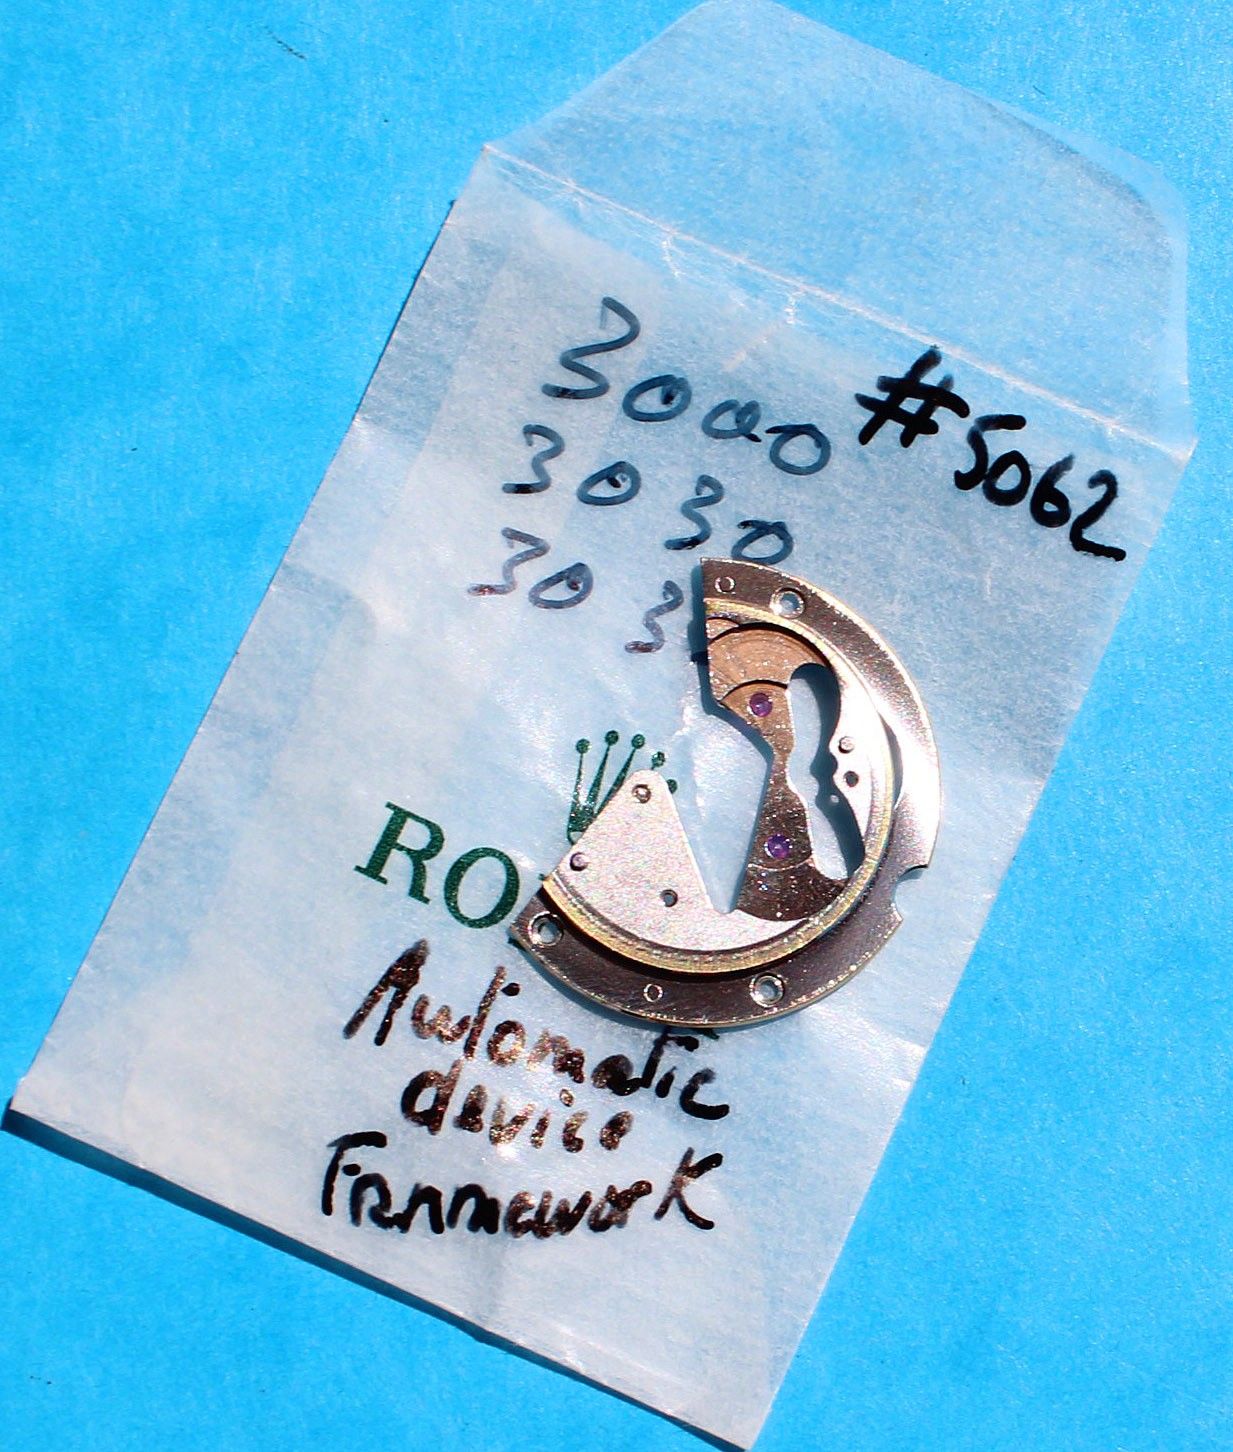 3000 #5062
3030
303
RO
Automatic
device
Framework